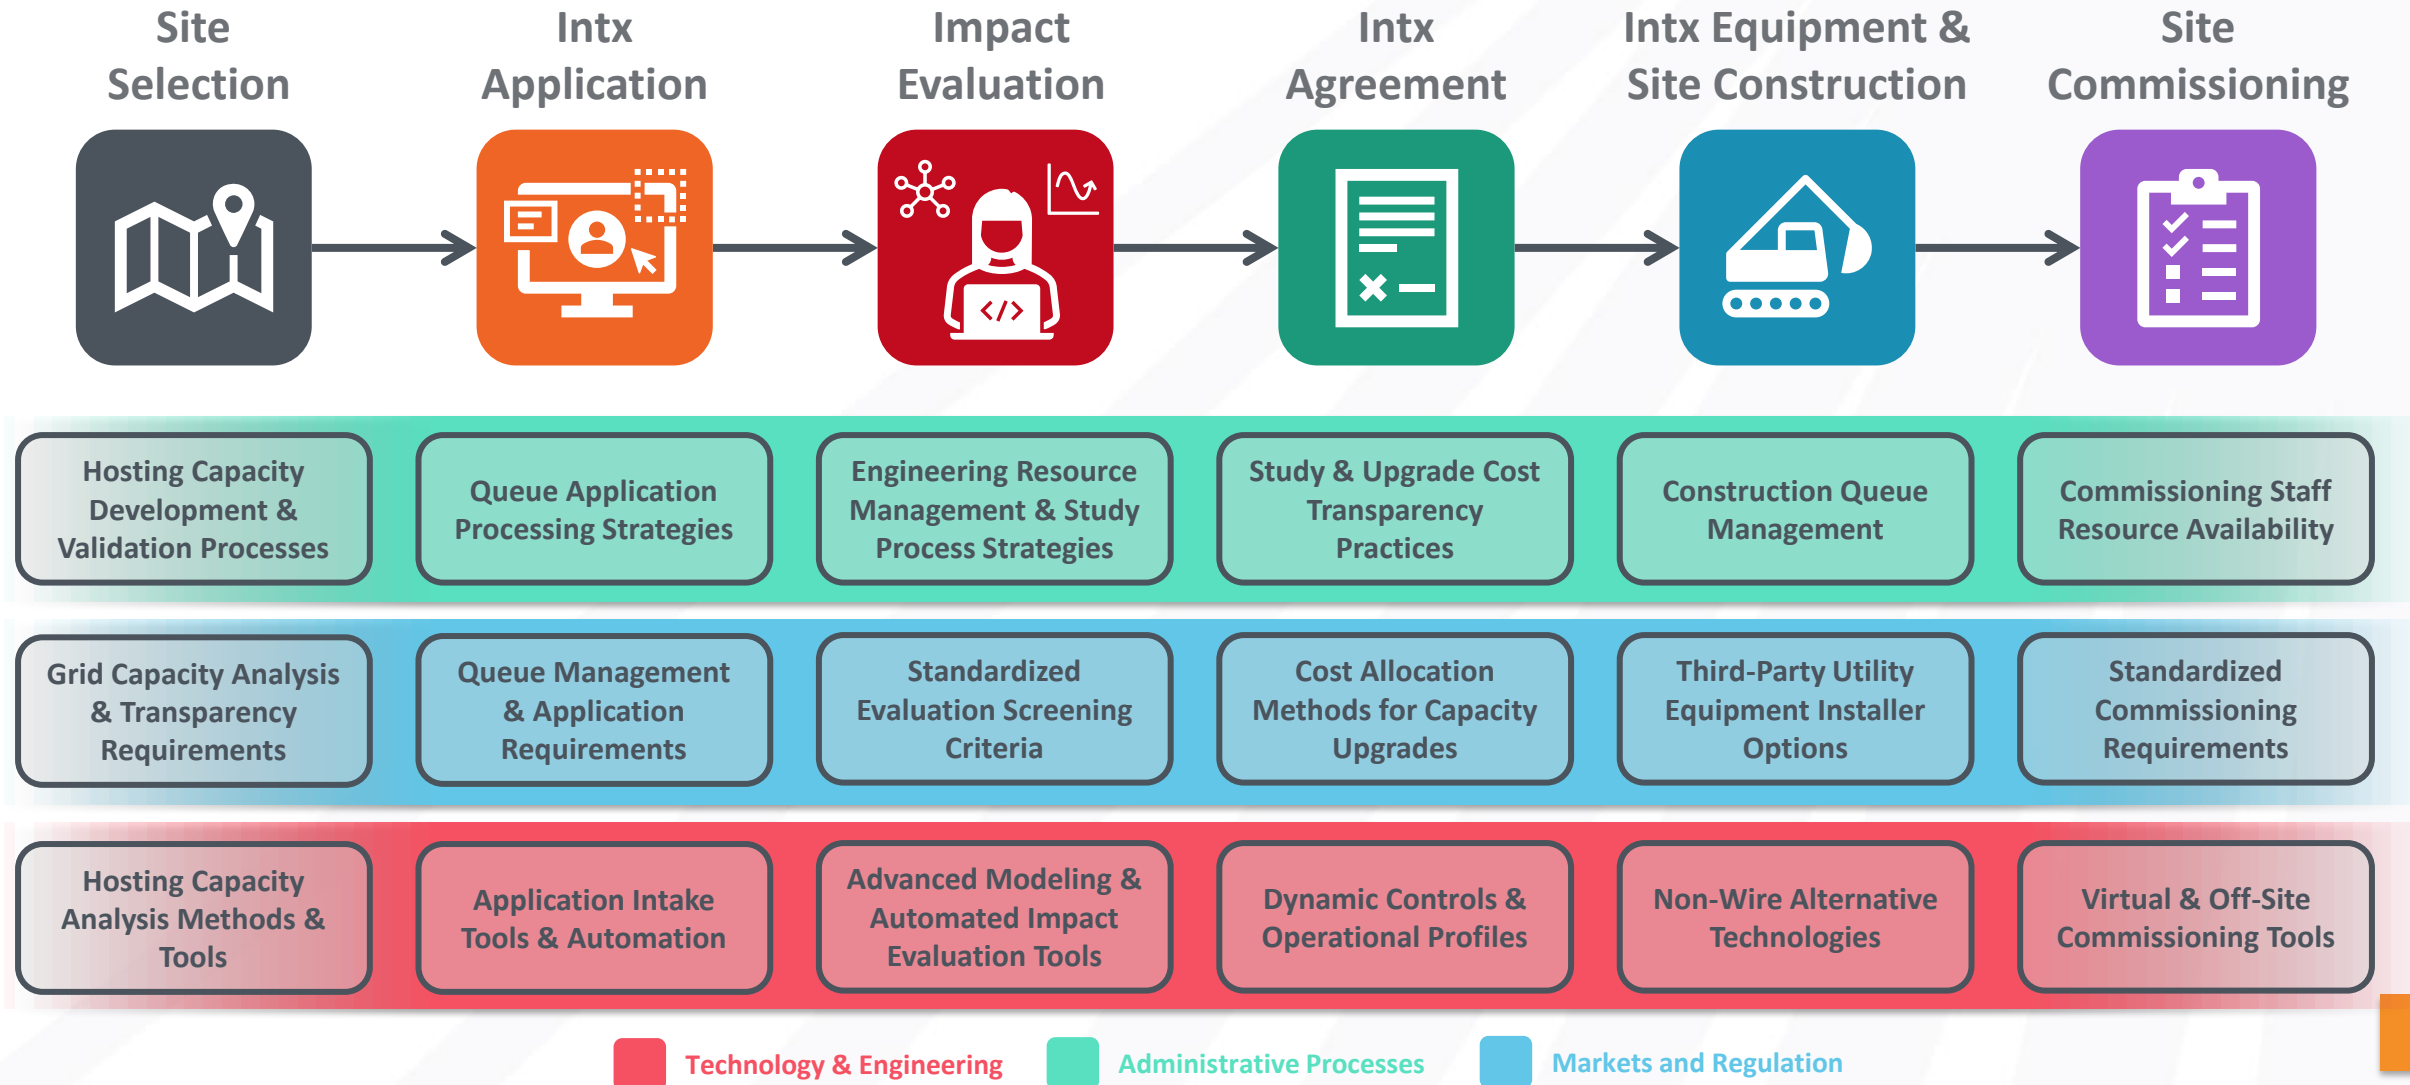 Site
Selection
Intx
Application
Impact
Evaluation
Intx
Agreement
Intx Equipment &
Site Construction
Site
Commissioning
</>
Hosting Capacity
Development &
Validation Processes
Queue Application
Processing Strategies
Engineering Resource
Management & Study
Process Strategies
Study & Upgrade Cost
Transparency
Practices
Construction Queue
Management
Commissioning Staff
Resource Availability
Grid Capacity Analysis
& Transparency
Requirements
Queue Management
& Application
Requirements
Standardized
Evaluation Screening
Criteria
Cost Allocation
Methods for Capacity
Upgrades
Third-Party Utility
Equipment Installer
Options
Standardized
Commissioning
Requirements
Hosting Capacity
Analysis Methods &
Tools
Application Intake
Tools & Automation
Advanced Modeling &
Automated Impact
Evaluation Tools
Dynamic Controls &
Operational Profiles
Non-Wire Alternative
Technologies
Virtual & Off-Site
Commissioning Tools
Technology & Engineering
Administrative Processes
Markets and Regulation